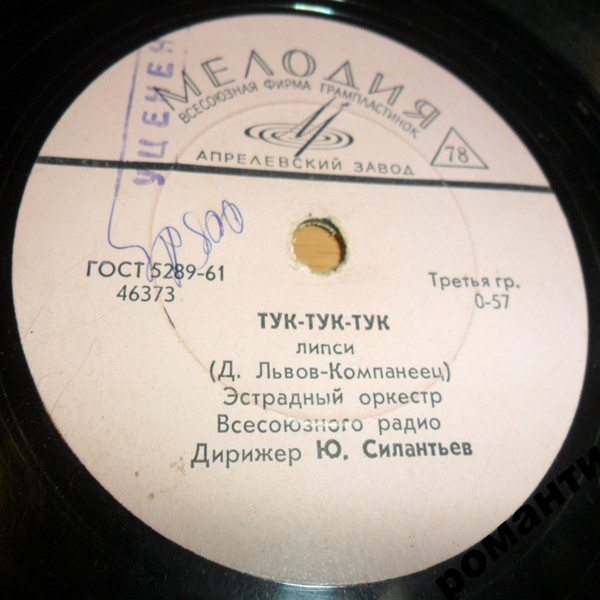 УЦЕНЕН
МЕЛОДИЯ
ВСЕСОЮЗНАЯ ФИРМА ГРАМПЛАСТИНОК
АПРЕЛЕВСКИЙ ЗАВОД
78
ГОСТ 5289-61
46373
Третья гр.
0-57
ТУК-ТУК-ТУК
липси
(Д. Львов-Компанеец)
Эстрадный оркестр
Всесоюзного радио
Дирижер Ю. Силантьев
романти